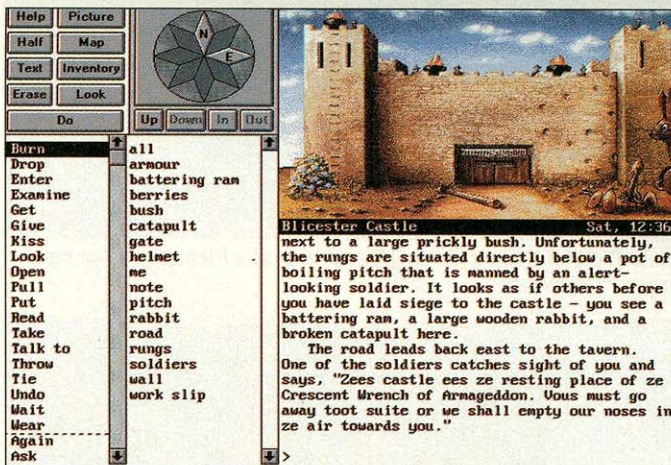 Help Picture
Half Map
Text Inventory
Erase Look
Do
N
E
Up Down In Out
Burn
Drop
Enter
Examine
Get
Give
Kiss
Look
Open
Pull
Put
Read
Take
Talk to
Throw
Tie
Undo
Wait
Wear
Again
Ask
all
armour
battering ram
berries
bush
catapult
gate
helmet
me
note
pitch
rabbit
road
rungs
soldiers
wall
work slip
Blicester Castle Sat, 12:36
next to a large prickly bush. Unfortunately,
the rungs are situated directly below a pot of
boiling pitch that is manned by an alert-
looking soldier. It looks as if others before
you have laid siege to the castle – you see a
battering ram, a large wooden rabbit, and a
broken catapult here.
The road leads back east to the tavern.
One of the soldiers catches sight of you and
says, "Zees castle ees ze resting place of ze
Crescent Wrench of Armageddon. Vous must go
away toot suite or we shall empty our noses in
ze air towards you."
>